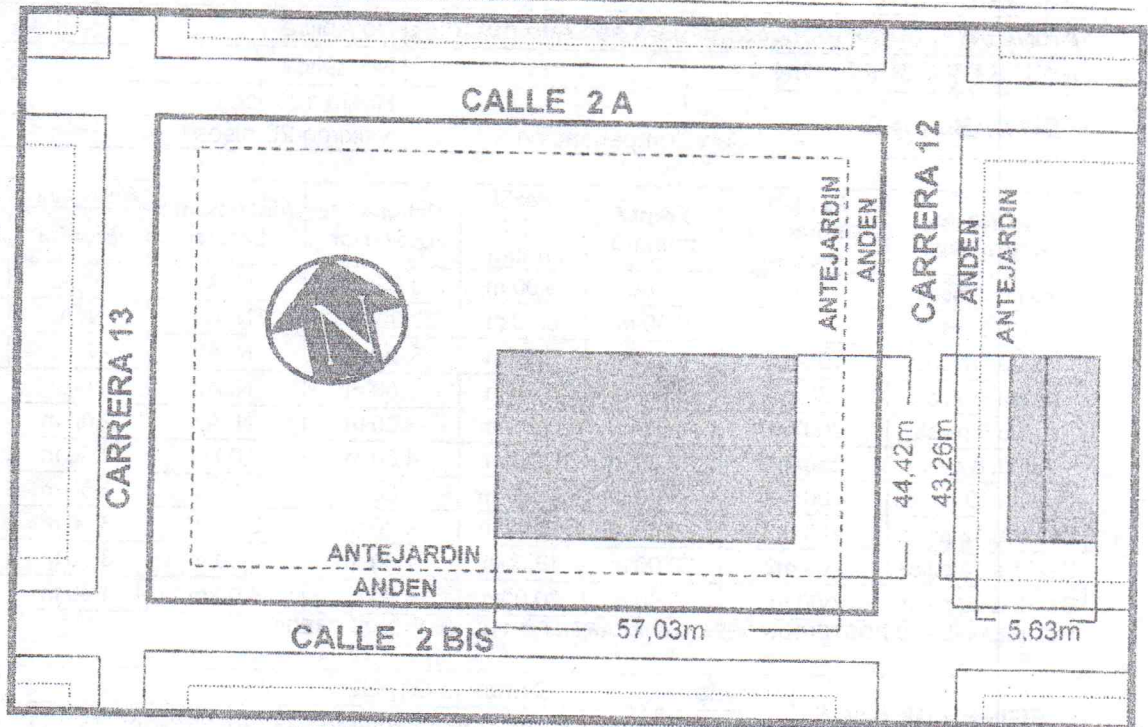 CALLE 2 A
CARRERA 13
N
ANTEJARDIN
ANDEN
CARRERA 12
ANDEN
ANTEJARDIN
44,42m
43,26m
ANTEJARDIN
ANDEN
CALLE 2 BIS
57,03m
5.63m